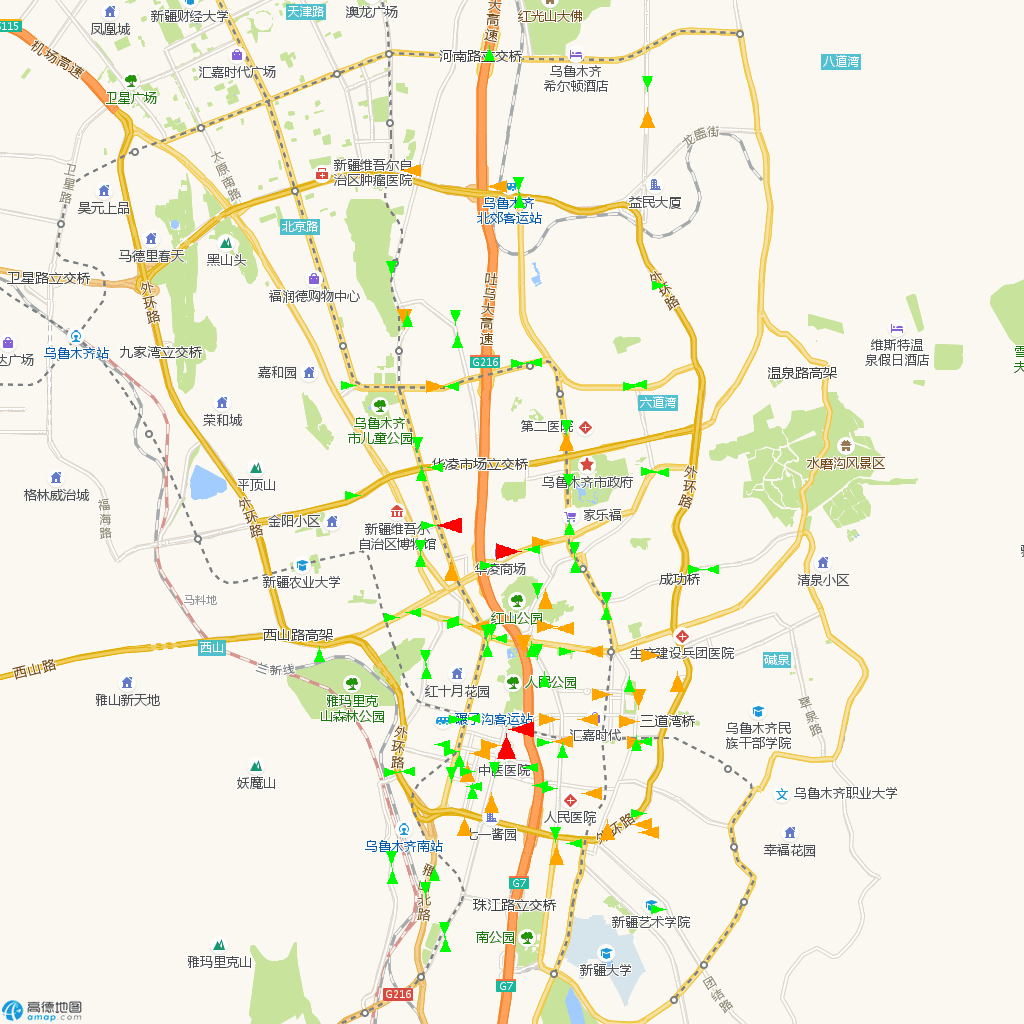 天津路
澳龙广场
红光山大佛
新疆财经大学
凤凰城
S115
机场高速
大高速
河南路立交桥
汇嘉时代广场
八道湾
乌鲁木齐
希尔顿酒店
卫星广场
龙盛街
太原南路
卫星路
新疆维吾尔自
治区肿瘤医院
昊元上品
益民大厦
乌鲁木齐
北郊客运站
北京路
马德里春天
黑山头
卫星路立交桥
外环路
外环路
吐乌大高速
福润德购物中心
乌鲁木齐站
达广场
九家湾立交桥
G216
维斯特温
泉假日酒店
雪
夫
嘉和园
温泉路高架
荣和城
六道湾
乌鲁木齐
市儿童公园
第二医院
华凌市场立交桥
水磨沟风景区
平顶山
乌鲁木齐市政府
外环路
格林威治城
福海路
外环路
金阳小区
新疆维吾尔
自治区博物馆
家乐福
雅
华凌商场
新疆农业大学
成功桥
清泉小区
马料地
红山公园
西山路高架
西山
生产建设兵团医院
碱泉
西山路
兰新线
雅山新天地
雅玛里克
山森林公园
红十月花园
人民公园
翠泉路
碾子沟客运站
汇嘉时代
三道湾桥
乌鲁木齐民
族干部学院
外环路
中医医院
妖魔山
乌鲁木齐职业大学
人民医院
七一酱园
外环路
乌鲁木齐南站
幸福花园
雅山北路
G7
珠江路立交桥
新疆艺术学院
南公园
雅玛里克山
新疆大学
G7
G216
团结路
高德地图
amap.com